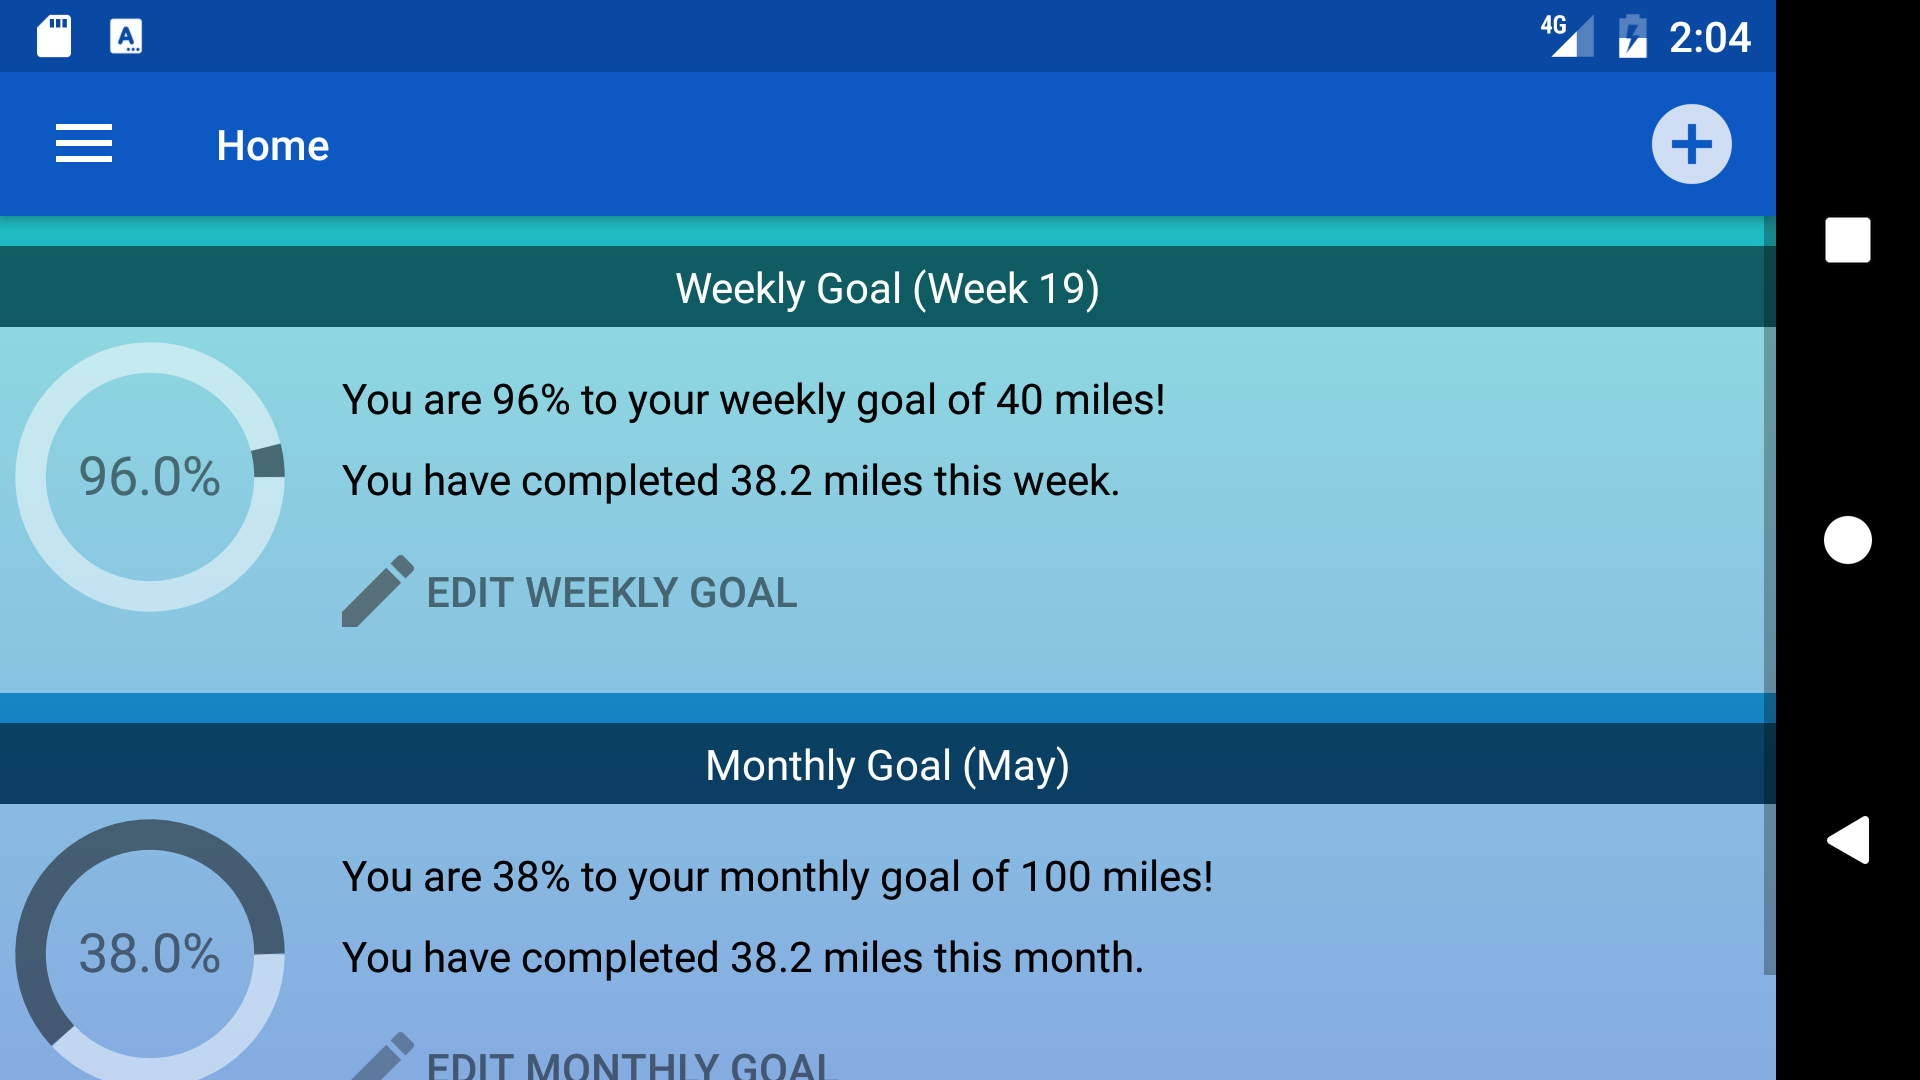 A
4G
2:04
Home
Weekly Goal (Week 19)
96.0%
You are 96% to your weekly goal of 40 miles!
You have completed 38.2 miles this week.
EDIT WEEKLY GOAL
Monthly Goal (May)
38.0%
You are 38% to your monthly goal of 100 miles!
You have completed 38.2 miles this month.
EDIT MONTHLY GOAL